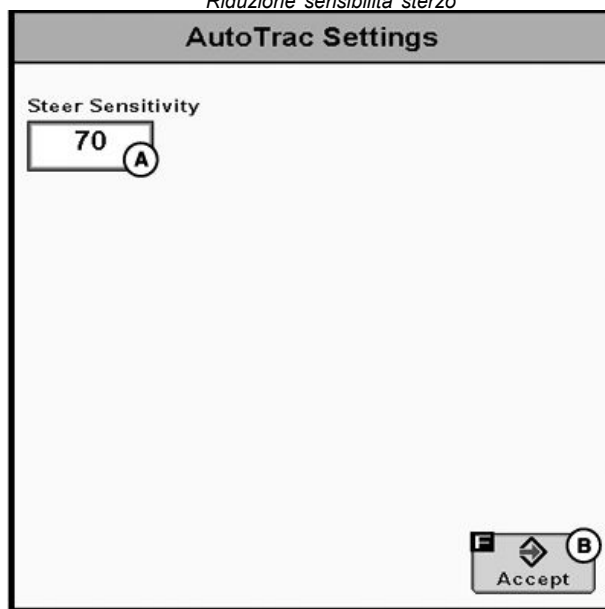 Riduzione sensibilità sterzo
AutoTrac Settings
Steer Sensitivity
70
A
F
B
Accept